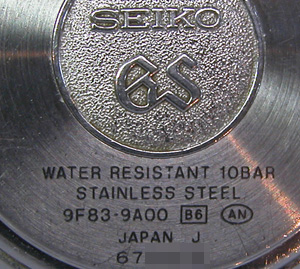 SEIKO
GS
WATER RESISTANT 10BAR
STAINLESS STEEL
9F83-9A00 B6 AN
JAPAN J
67